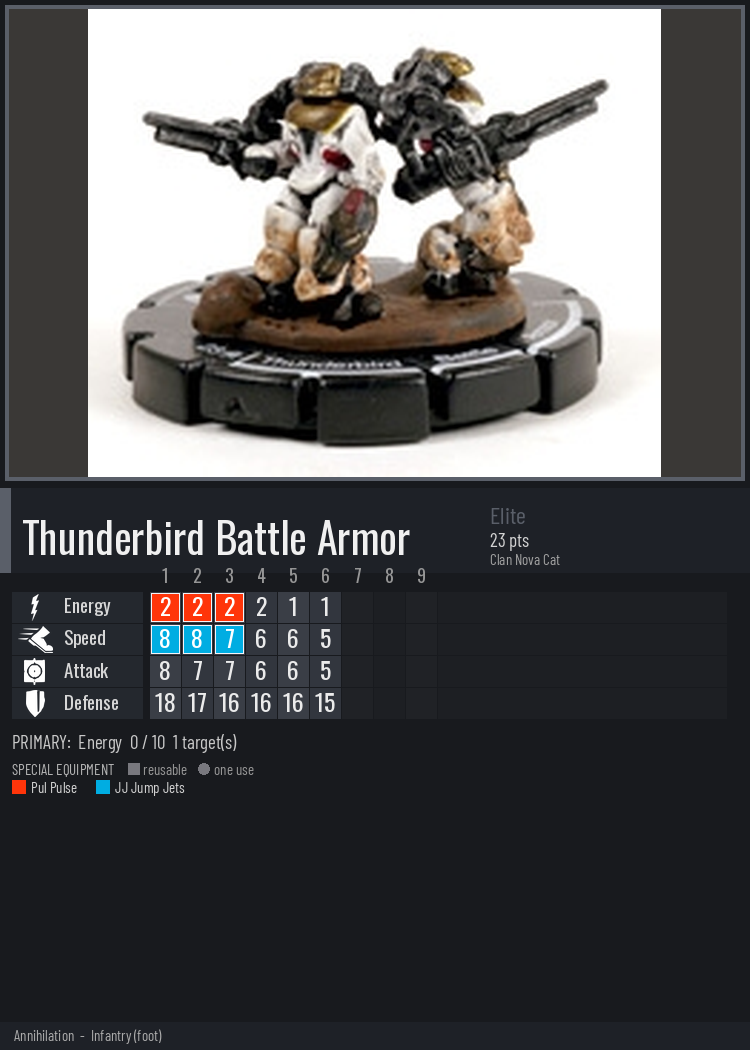 Thunderbird
Thunderbird Battle Armor
Elite
23 pts
Clan Nova Cat
1 2 3 4 5 6 7 8 9
Energy 2 2 2 2 1 1
Speed 8 8 7 6 6 5
Attack 8 7 7 6 6 5
Defense 18 17 16 16 16 15
PRIMARY: Energy 0 / 10 1 target(s)
SPECIAL EQUIPMENT reusable one use
Pul Pulse JJ Jump Jets
Annihilation - Infantry (foot)